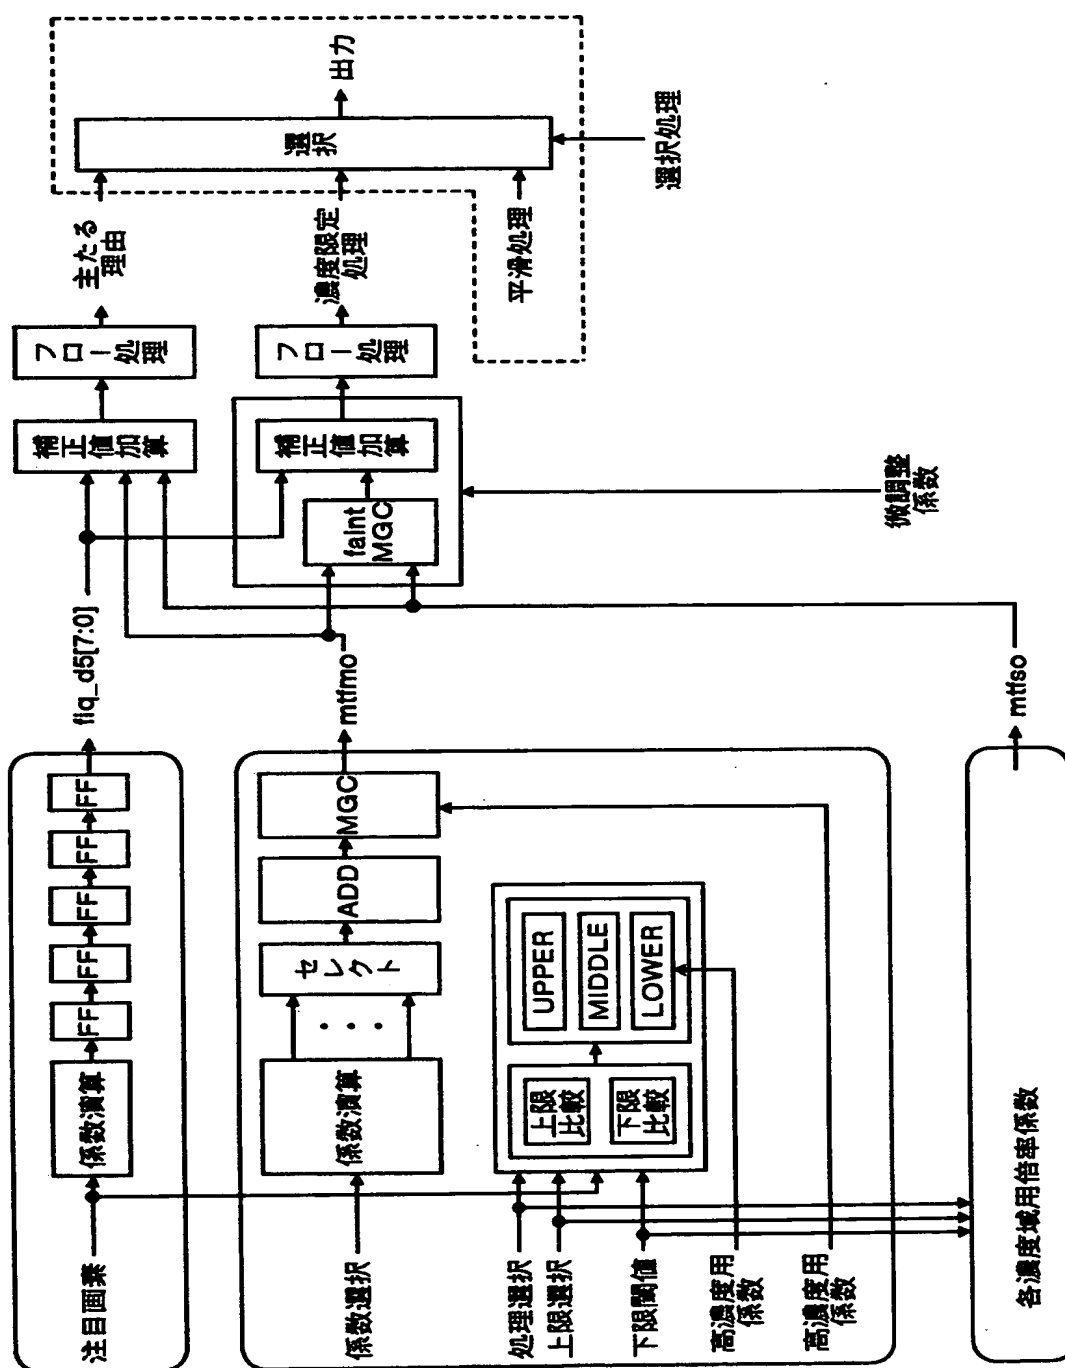 注目画素
係数演算
FF
FF
FF
FF
FF
fiq_d5[7:0]
補正値加算
フロー処理
主たる
理由
係数選択
係数演算
・・・
セレクト
ADD
MGC
mtfmo
faint
MGC
補正値加算
フロー処理
濃度限定
処理
選択
出力
平滑処理
選択処理
微調整
係数
処理選択
上限選択
下限閾値
上限
比較
下限
比較
UPPER
MIDDLE
LOWER
高濃度用
係数
高濃度用
係数
各濃度域用倍率係数
mtfso